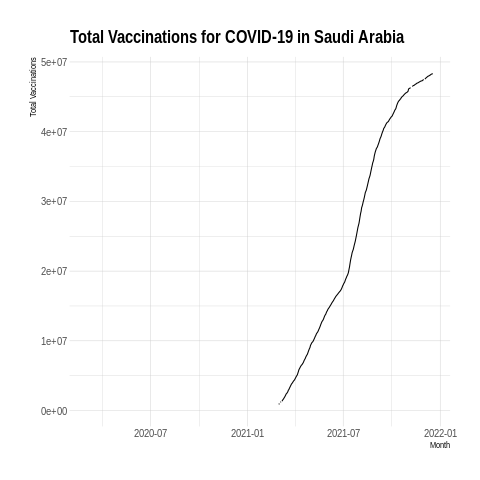 Total Vaccinations for COVID-19 in Saudi Arabia
Total Vaccinations
5e+07
4e+07
3e+07
2e+07
1e+07
0e+00
2020-07 2021-01 2021-07 2022-01
Month